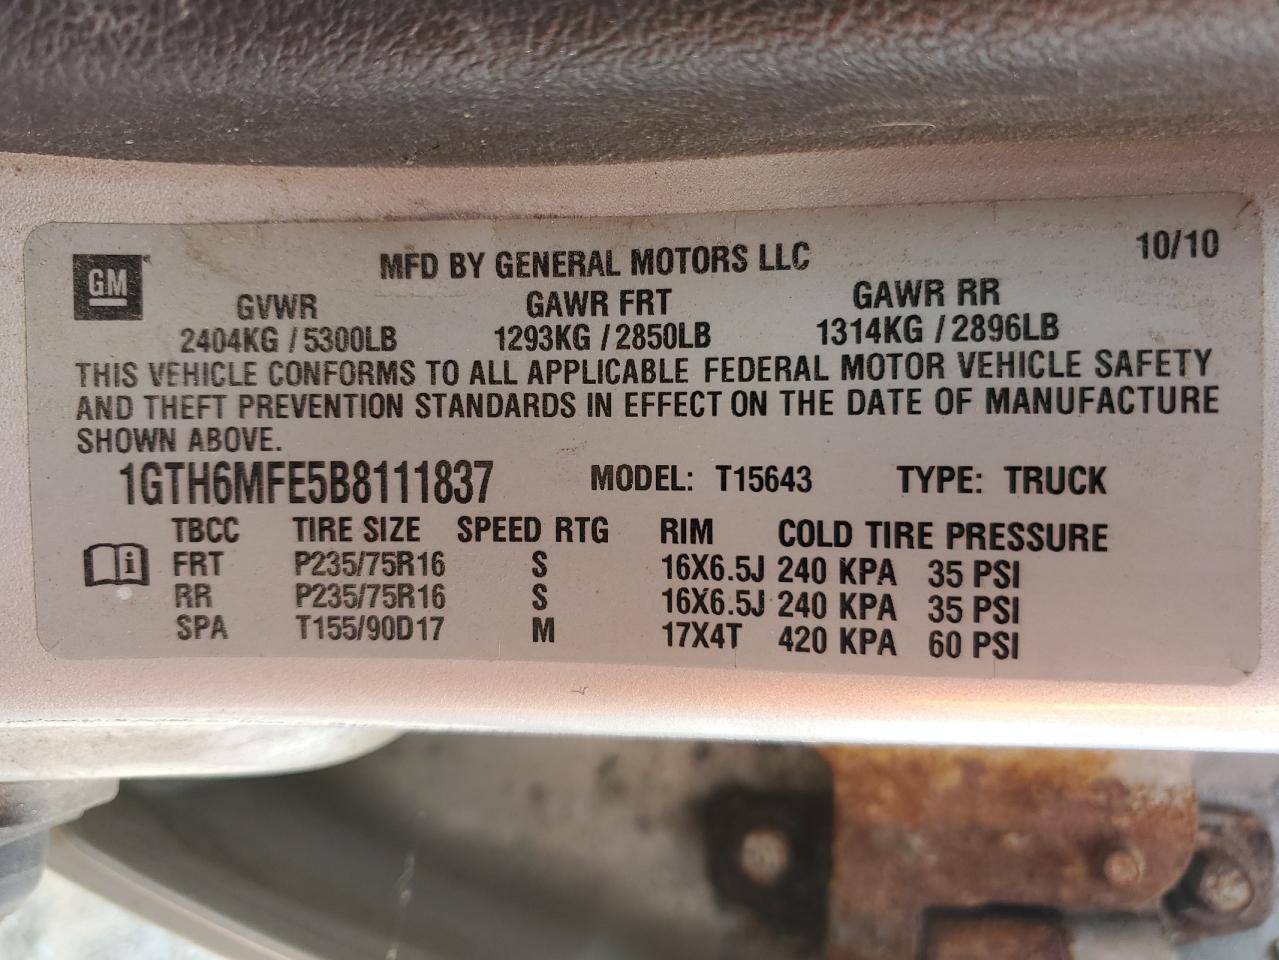 GM
MFD BY GENERAL MOTORS LLC 10/10
GVWR GAWR FRT GAWR RR
2404KG / 5300LB 1293KG / 2850LB 1314KG / 2896LB
THIS VEHICLE CONFORMS TO ALL APPLICABLE FEDERAL MOTOR VEHICLE SAFETY
AND THEFT PREVENTION STANDARDS IN EFFECT ON THE DATE OF MANUFACTURE
SHOWN ABOVE.
1GTH6MFE5B8111837 MODEL: T15643 TYPE: TRUCK
TBCC TIRE SIZE SPEED RTG RIM COLD TIRE PRESSURE
FRT P235/75R16 S 16X6.5J 240 KPA 35 PSI
RR P235/75R16 S 16X6.5J 240 KPA 35 PSI
SPA T155/90D17 M 17X4T 420 KPA 60 PSI